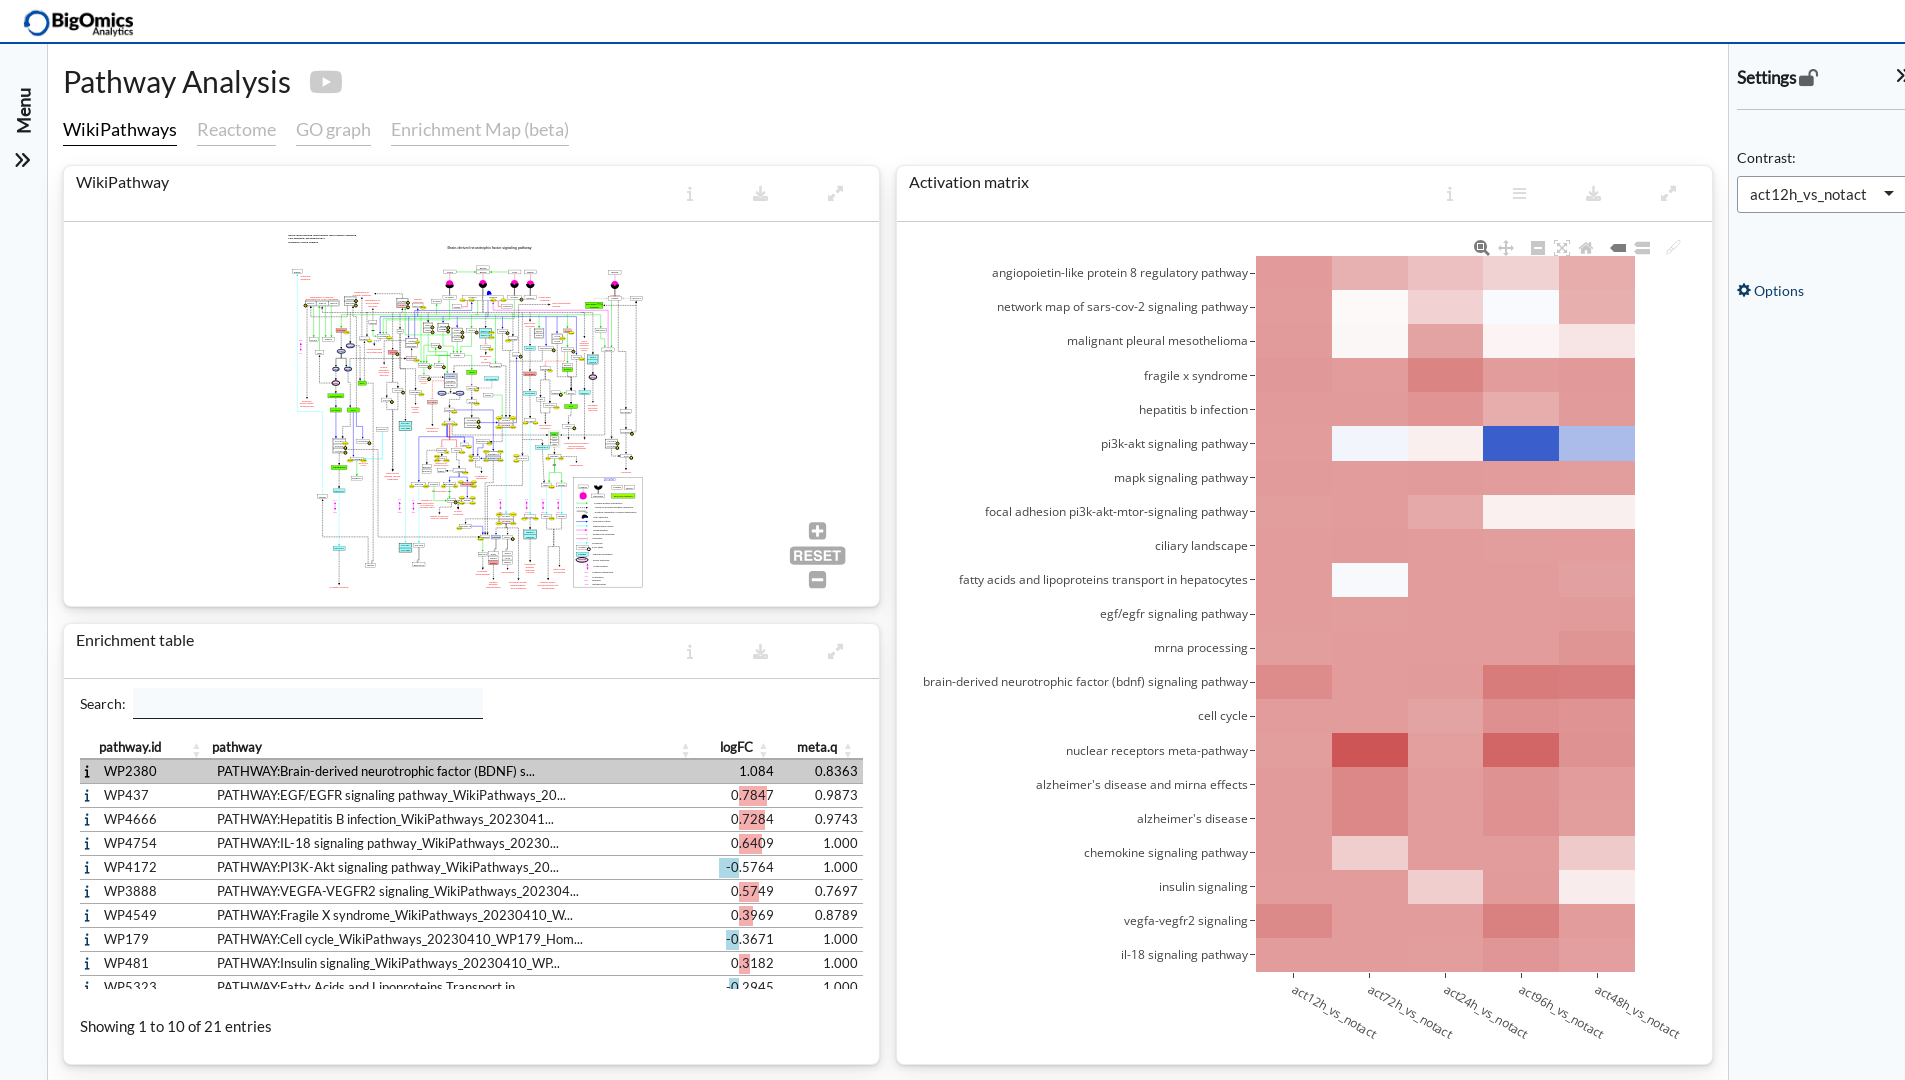 BigOmics
Analytics
Menu
Pathway Analysis
WikiPathways
Reactome
GO graph
Enrichment Map (beta)
WikiPathway
Brain-derived neurotrophic factor signaling pathway
RESET
Enrichment table
Search:
pathway.id pathway logFC meta.q
WP2380 PATHWAY:Brain-derived neurotrophic factor (BDNF) s... 1.084 0.8363
WP437 PATHWAY:EGF/EGFR signaling pathway_WikiPathways_20... 0.7847 0.9873
WP4666 PATHWAY:Hepatitis B infection_WikiPathways_2023041... 0.7284 0.9743
WP4754 PATHWAY:IL-18 signaling pathway_WikiPathways_20230... 0.6409 1.000
WP4172 PATHWAY:PI3K-Akt signaling pathway_WikiPathways_20... -0.5764 1.000
WP3888 PATHWAY:VEGFA-VEGFR2 signaling_WikiPathways_202304... 0.5749 0.7697
WP4549 PATHWAY:Fragile X syndrome_WikiPathways_20230410_W... 0.3969 0.8789
WP179 PATHWAY:Cell cycle_WikiPathways_20230410_WP179_Hom... -0.3671 1.000
WP481 PATHWAY:Insulin signaling_WikiPathways_20230410_WP... 0.3182 1.000
WP5323 PATHWAY:Fatty Acids and Lipoproteins Transport in -0.2945 1.000
Showing 1 to 10 of 21 entries
Activation matrix
angiopoietin-like protein 8 regulatory pathway
network map of sars-cov-2 signaling pathway
malignant pleural mesothelioma
fragile x syndrome
hepatitis b infection
pi3k-akt signaling pathway
mapk signaling pathway
focal adhesion pi3k-akt-mtor-signaling pathway
ciliary landscape
fatty acids and lipoproteins transport in hepatocytes
egf/egfr signaling pathway
mrna processing
brain-derived neurotrophic factor (bdnf) signaling pathway
cell cycle
nuclear receptors meta-pathway
alzheimer's disease and mirna effects
alzheimer's disease
chemokine signaling pathway
insulin signaling
vegfa-vegfr2 signaling
il-18 signaling pathway
act12h_vs_notact
act72h_vs_notact
act24h_vs_notact
act96h_vs_notact
act48h_vs_notact
Settings
Contrast:
act12h_vs_notact
Options